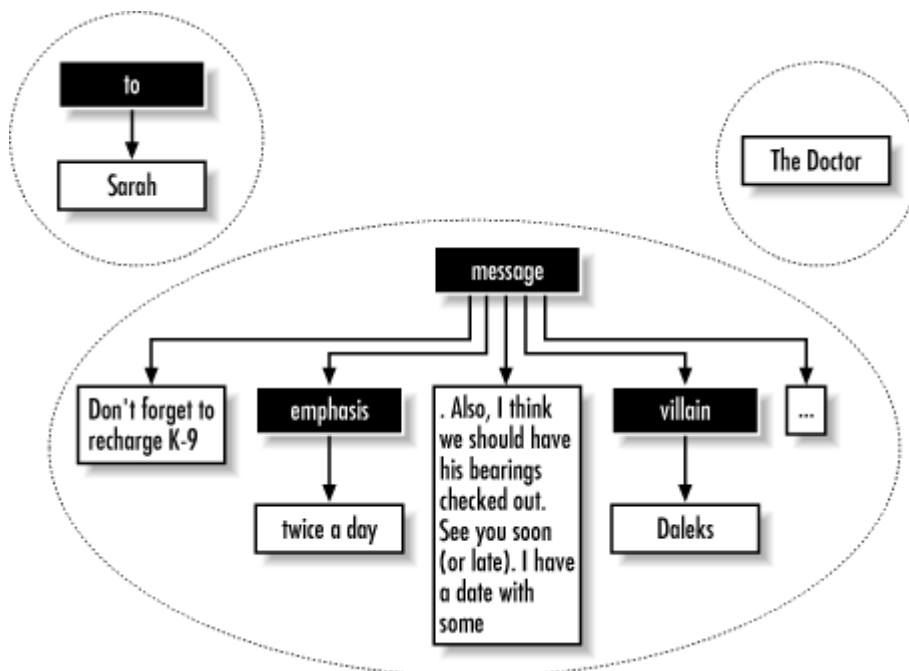 to
Sarah
The Doctor
message
Don't forget to
recharge K-9
emphasis
twice a day
. Also, I think
we should have
his bearings
checked out.
See you soon
(or late). I have
a date with
some
villain
Daleks
...